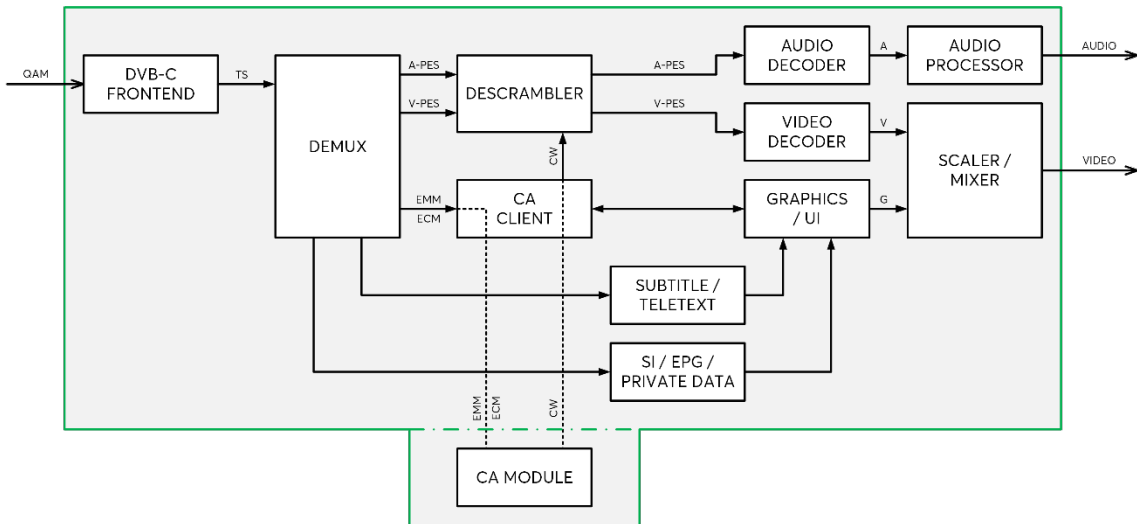 QAM
DVB-C
FRONTEND
TS
DEMUX
A-PES
V-PES
DESCRAMBLER
A-PES
V-PES
AUDIO
DECODER
A
AUDIO
PROCESSOR
AUDIO
VIDEO
DECODER
V
SCALER /
MIXER
VIDEO
CW
EMM
ECM
CA
CLIENT
GRAPHICS
/ UI
G
SUBTITLE /
TELETEXT
SI / EPG /
PRIVATE DATA
EMM
ECM
CW
CA MODULE